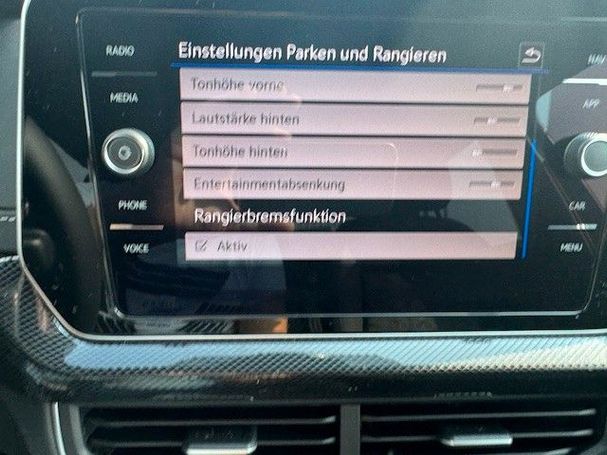 RADIO
Einstellungen Parken und Rangieren
NAV
MEDIA
Tonhöhe vorne
APP
Lautstärke hinten
Tonhöhe hinten
Entertainmentabsenkung
PHONE
Rangierbremsfunktion
CAR
VOICE
Aktiv
MENU